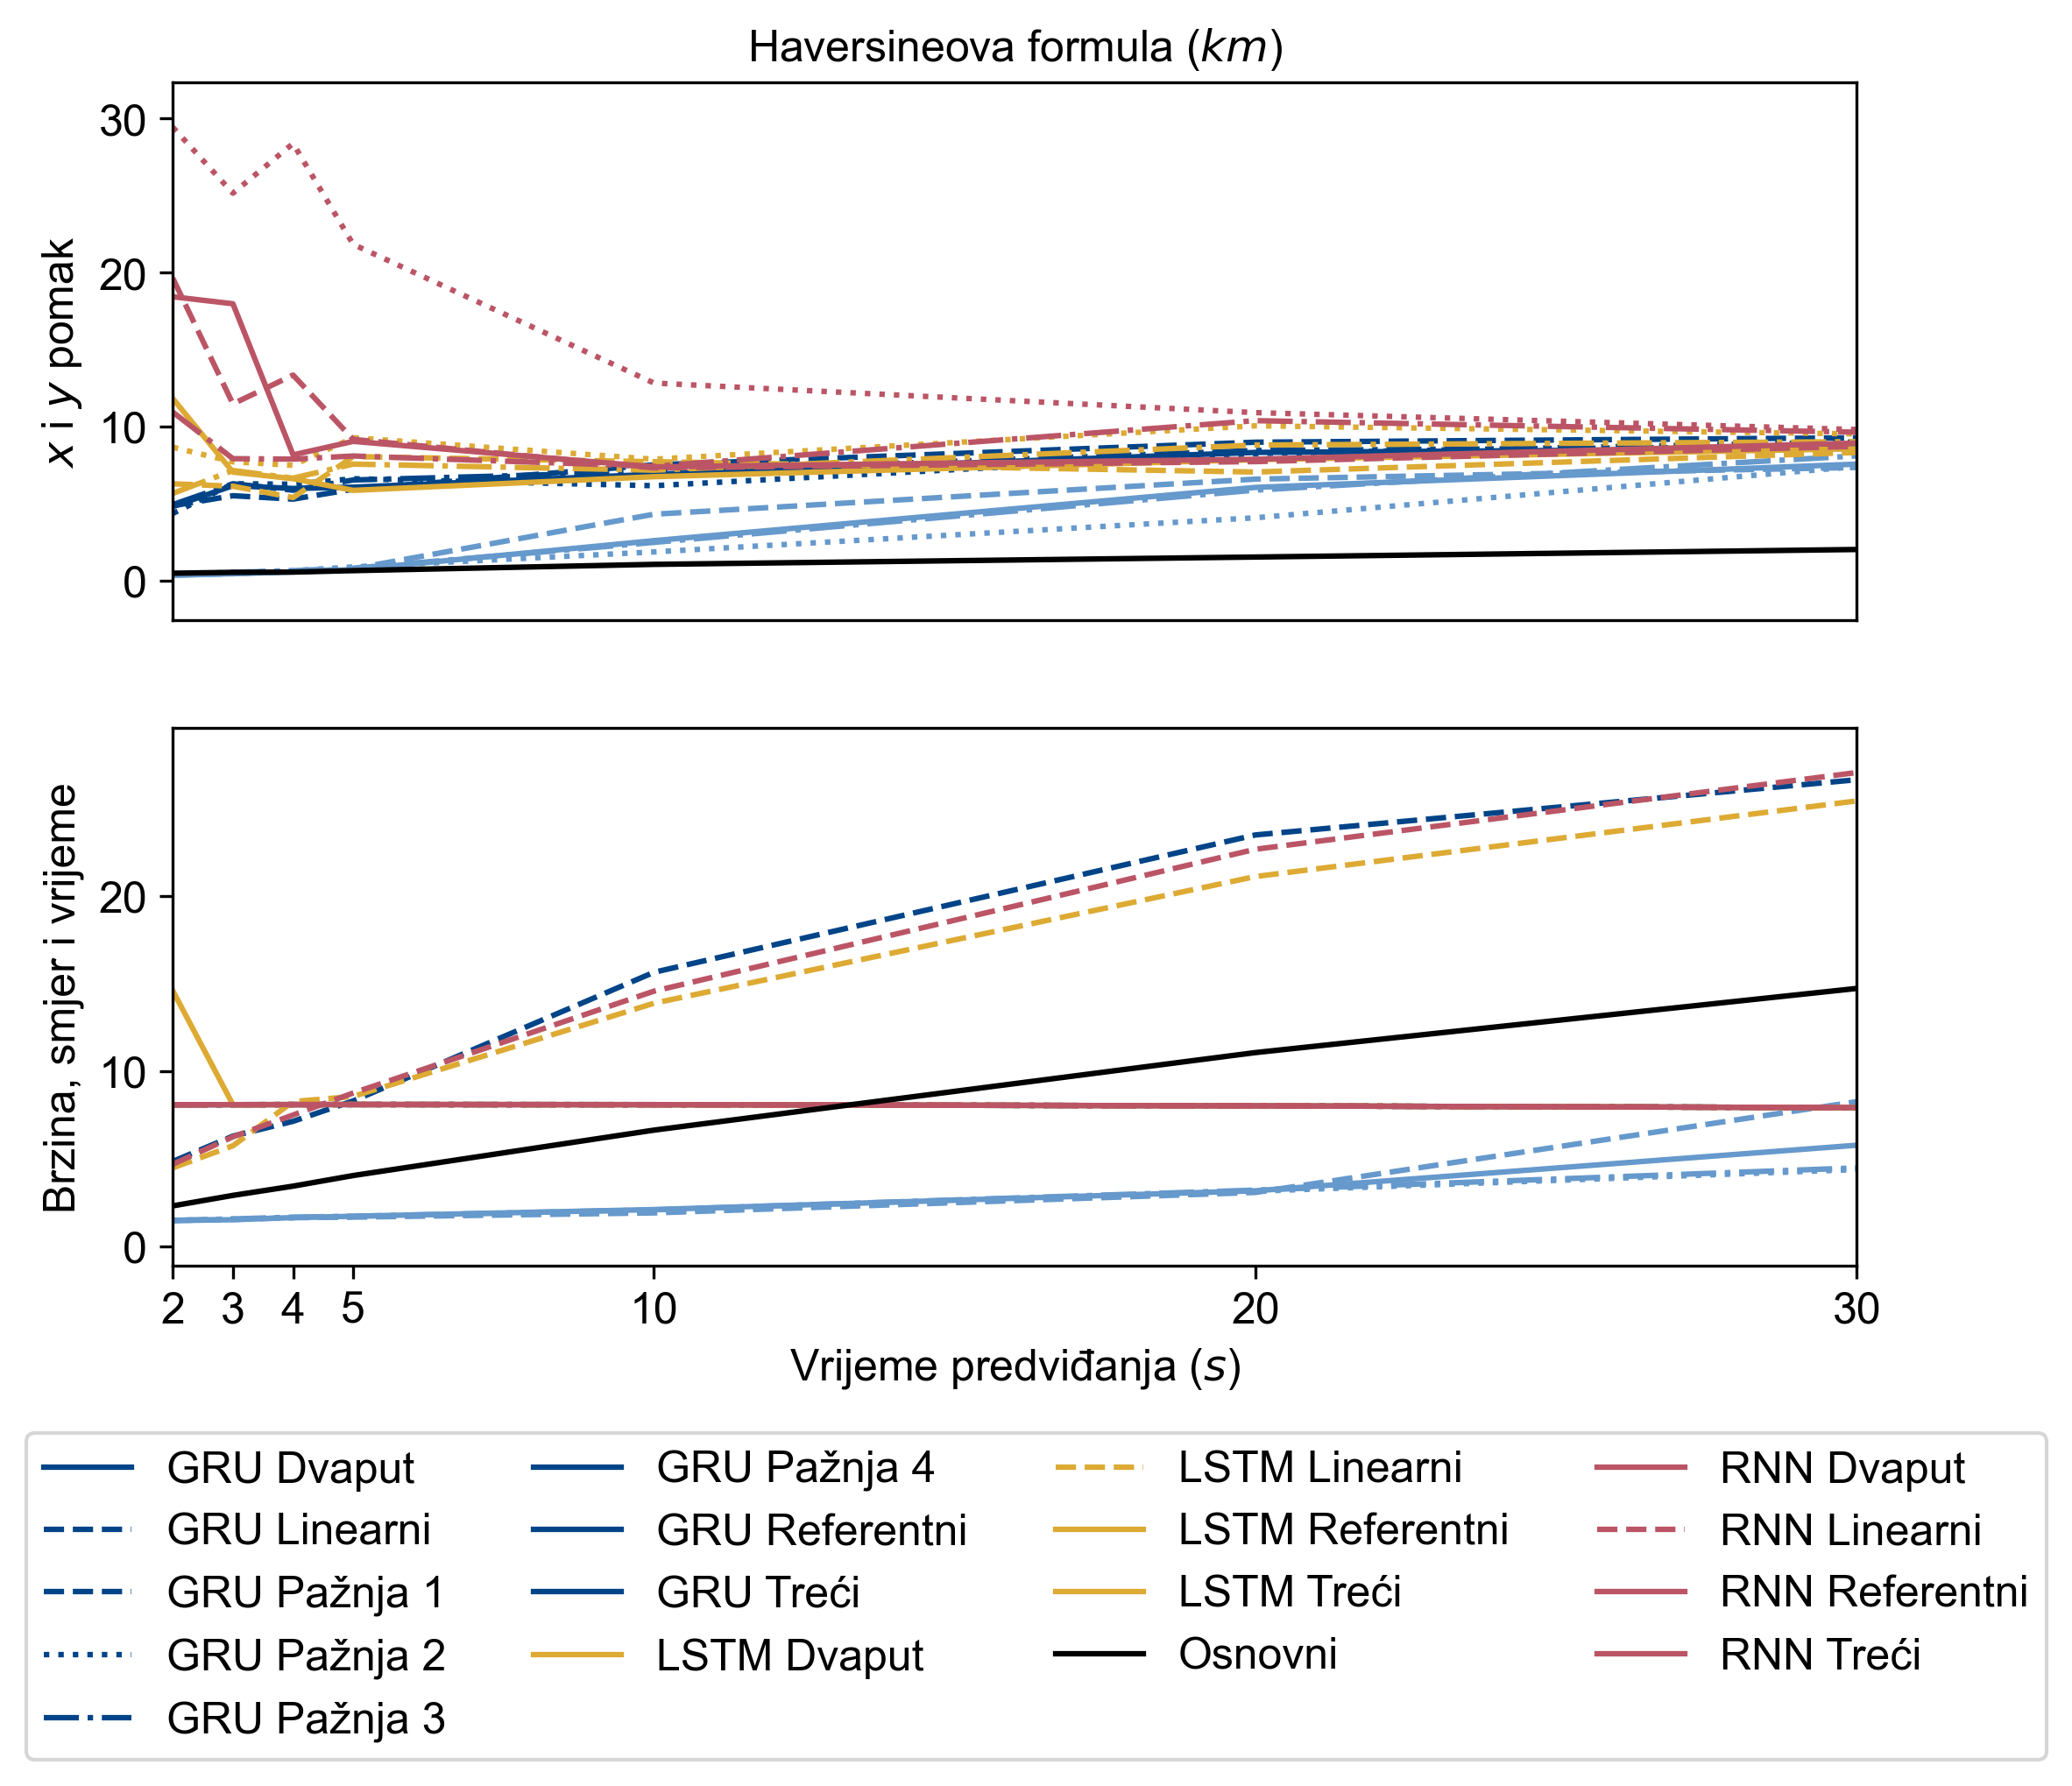 Haversineova formula (km)
30
20
10
0
x i y pomak
20
10
0
Brzina, smjer i vrijeme
2 3 4 5 10 20 30
Vrijeme predviđanja (s)
GRU Dvaput
GRU Linearni
GRU Pažnja 1
GRU Pažnja 2
GRU Pažnja 3
GRU Pažnja 4
GRU Referentni
GRU Treći
LSTM Dvaput
LSTM Linearni
LSTM Referentni
LSTM Treći
Osnovni
RNN Dvaput
RNN Linearni
RNN Referentni
RNN Treći